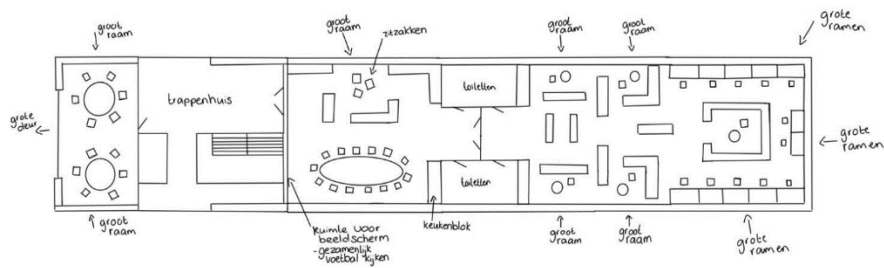 groot
raam
groot
raam
zitzakken
groot
raam
groot
raam
grote
ramen
grote
deur
trappenhuis
toiletten
grote
ramen
toiletten
groot
raam
ruimte voor
beeldscherm
- gezamenlijk
voetbal kijken
keukenblok
groot
raam
groot
raam
grote
ramen